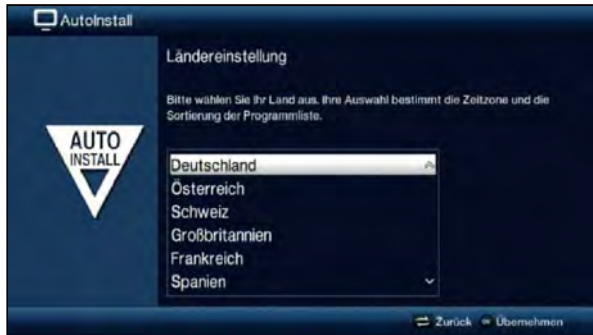 AutoInstall
Ländereinstellung
Bitte wählen Sie Ihr Land aus. Ihre Auswahl bestimmt die Zeitzone und die
Sortierung der Programmliste.
AUTO
INSTALL
Deutschland
Österreich
Schweiz
Großbritannien
Frankreich
Spanien
Zurück Übernehmen